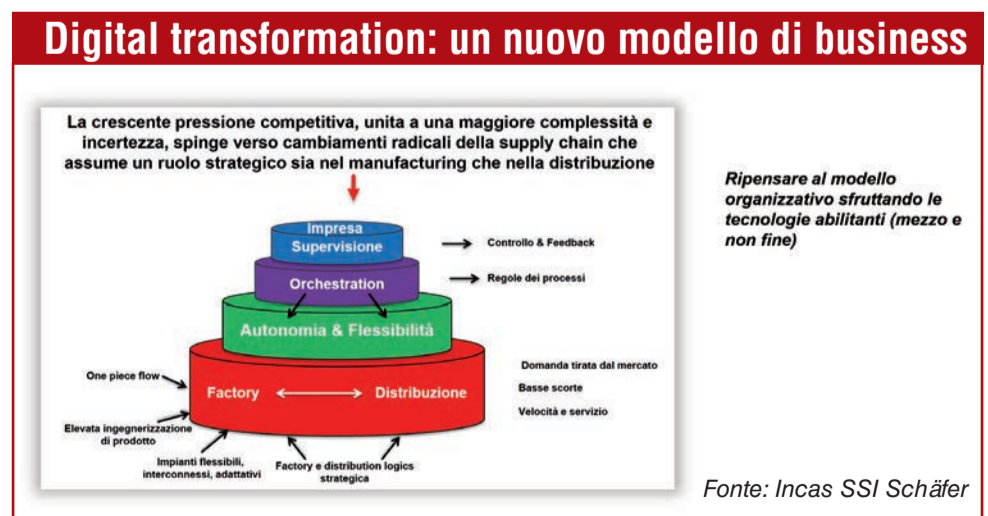 Digital transformation: un nuovo modello di business
La crescente pressione competitiva, unita a una maggiore complessità e
incertezza, spinge verso cambiamenti radicali della supply chain che
assume un ruolo strategico sia nel manufacturing che nella distribuzione
Ripensare al modello
organizzativo sfruttando le
tecnologie abilitanti (mezzo e
non fine)
Impresa
Supervisione
Controllo & Feedback
Orchestration
Regole dei processi
Autonomia & Flessibilità
Domanda tirata dal mercato
One piece flow
Factory
Distribuzione
Basse scorte
Velocità e servizio
Elevata ingegnerizzazione
di prodotto
Impianti flessibili,
interconnessi, adattativi
Factory e distribution logics
strategica
Fonte: Incas SSI Schäfer